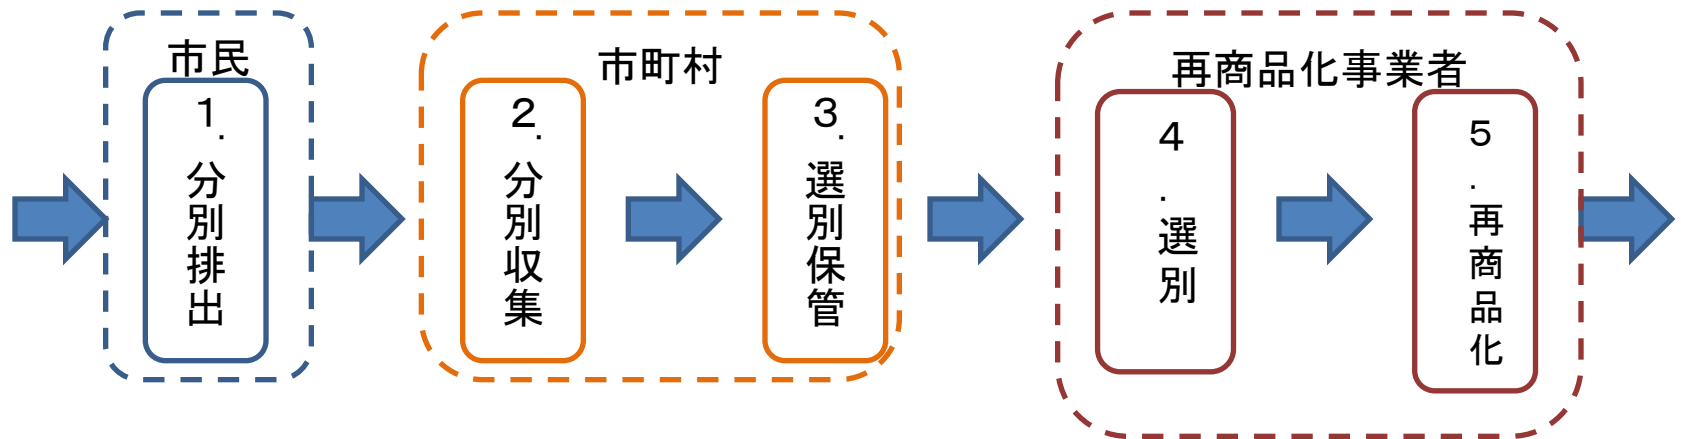 市民
１．分別排出
市町村
２．分別収集
３．選別保管
再商品化事業者
４．選別
５．再商品化